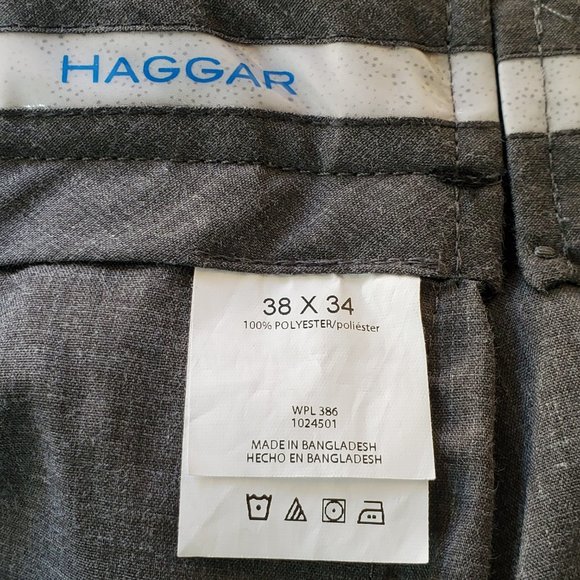 HAGGAR
38 X 34
100% POLYESTER/poliéster
WPL 386
1024501
MADE IN BANGLADESH
HECHO EN BANGLADESH